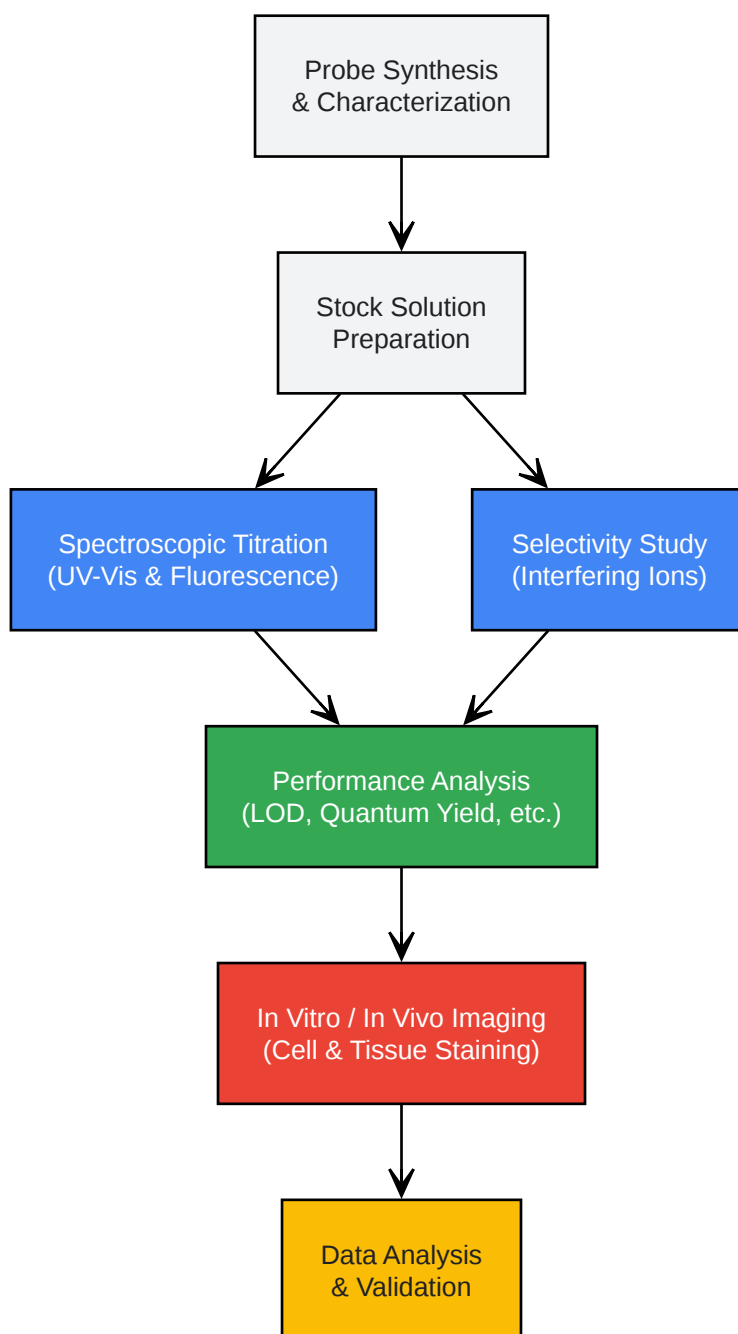 Probe Synthesis
& Characterization
Stock Solution
Preparation
Spectroscopic Titration
(UV-Vis & Fluorescence)
Selectivity Study
(Interfering Ions)
Performance Analysis
(LOD, Quantum Yield, etc.)
In Vitro / In Vivo Imaging
(Cell & Tissue Staining)
Data Analysis
& Validation